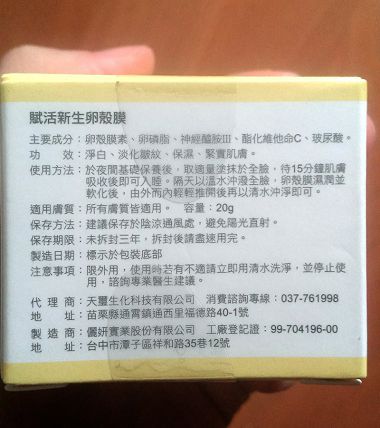 賦活新生卵殼膜
主要成分：卵殼膜素、卵磷脂、神經醯胺III、酯化維他命C、玻尿酸。
功　　效：淨白、淡化皺紋、保濕、緊實肌膚。
使用方法：於夜間基礎保養後，取適量塗抹於全臉，待15分鐘肌膚
吸收後即可入睡。隔天以溫水沖潑全臉，卵殼膜濕潤並
軟化後，由外而內輕輕推開後再以清水沖淨即可。
適用膚質：所有膚質皆適用。 容量：20g
保存方法：建議保存於陰涼通風處，避免陽光直射。
保存期限：未拆封三年，拆封後請盡速用完。
製造日期：標示於包裝底部
注意事項：限外用，使用時若有不適請立即用清水洗淨，並停止使
用，諮詢專業醫生建議。
代 理 商：天璽生化科技有限公司 消費諮詢專線：037-761998
地　　址：苗栗縣通霄鎮通西里福德路40-1號
製 造 商：儷妍實業股份有限公司 工廠登記證：99-704196-00
地　　址：台中市潭子區祥和路35巷12號